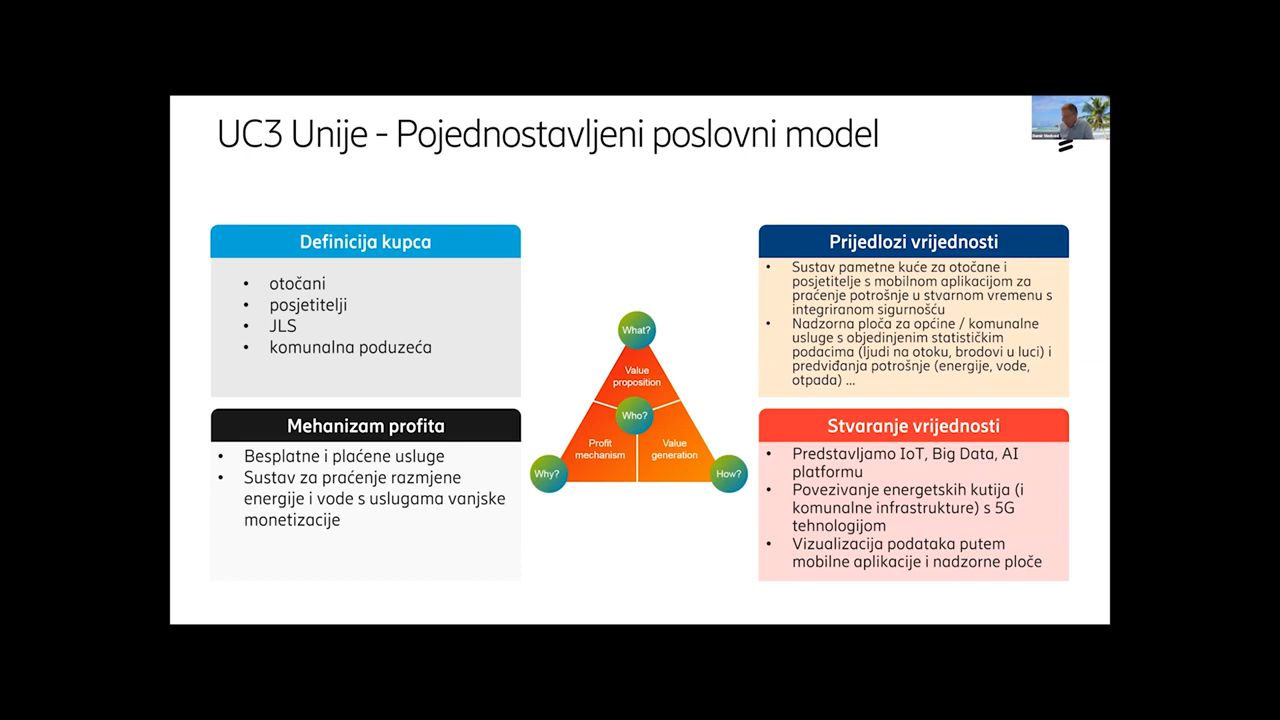 UC3 Unije - Pojednostavljeni poslovni model
Definicija kupca
• otočani
• posjetitelji
• JLS
• komunalna poduzeća
Mehanizam profita
• Besplatne i plaćene usluge
• Sustav za praćenje razmjene
energije i vode s uslugama vanjske
monetizacije
What?
Value
proposition
Who?
Profit
mechanism
Value
generation
Why?
How?
Prijedlozi vrijednosti
• Sustav pametne kuće za otočane i
posjetitelje s mobilnom aplikacijom za
praćenje potrošnje u stvarnom vremenu s
integriranom sigurnošću
• Nadzorna ploča za općine / komunalne
usluge s objedinjenim statističkim
podacima (ljudi na otoku, brodovi u luci) i
predviđanja potrošnje (energije, vode,
otpada) ...
Stvaranje vrijednosti
• Predstavljamo IoT, Big Data, AI
platformu
• Povezivanje energetskih kutija (i
komunalne infrastrukture) s 5G
tehnologijom
• Vizualizacija podataka putem
mobilne aplikacije i nadzorne ploče